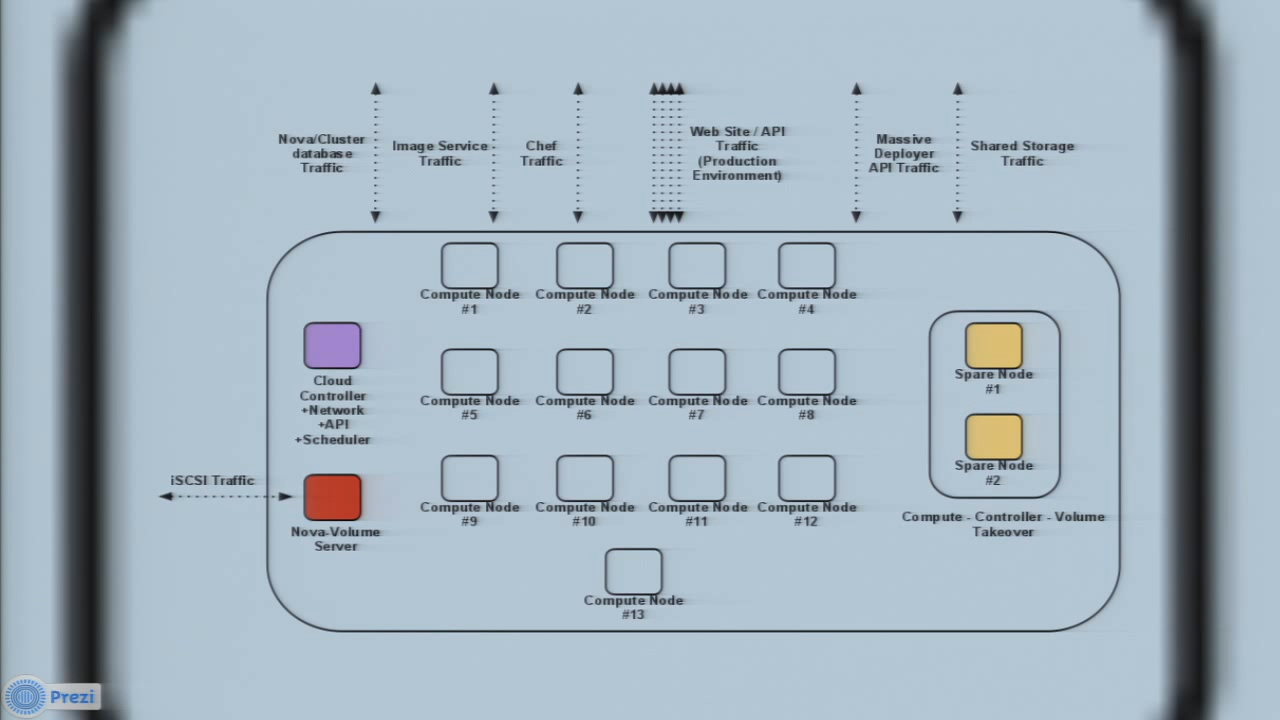 Nova/Cluster
database
Traffic
Image Service
Traffic
Chef
Traffic
Web Site / API
Traffic
(Production
Environment)
Massive
Deployer
API Traffic
Shared Storage
Traffic
Compute Node
#1
Compute Node
#2
Compute Node
#3
Compute Node
#4
Cloud
Controller
+Network
+API
+Scheduler
Compute Node
#5
Compute Node
#6
Compute Node
#7
Compute Node
#8
Spare Node
#1
Spare Node
#2
Compute - Controller - Volume
Takeover
iSCSI Traffic
Nova-Volume
Server
Compute Node
#9
Compute Node
#10
Compute Node
#11
Compute Node
#12
Compute Node
#13
Prezi